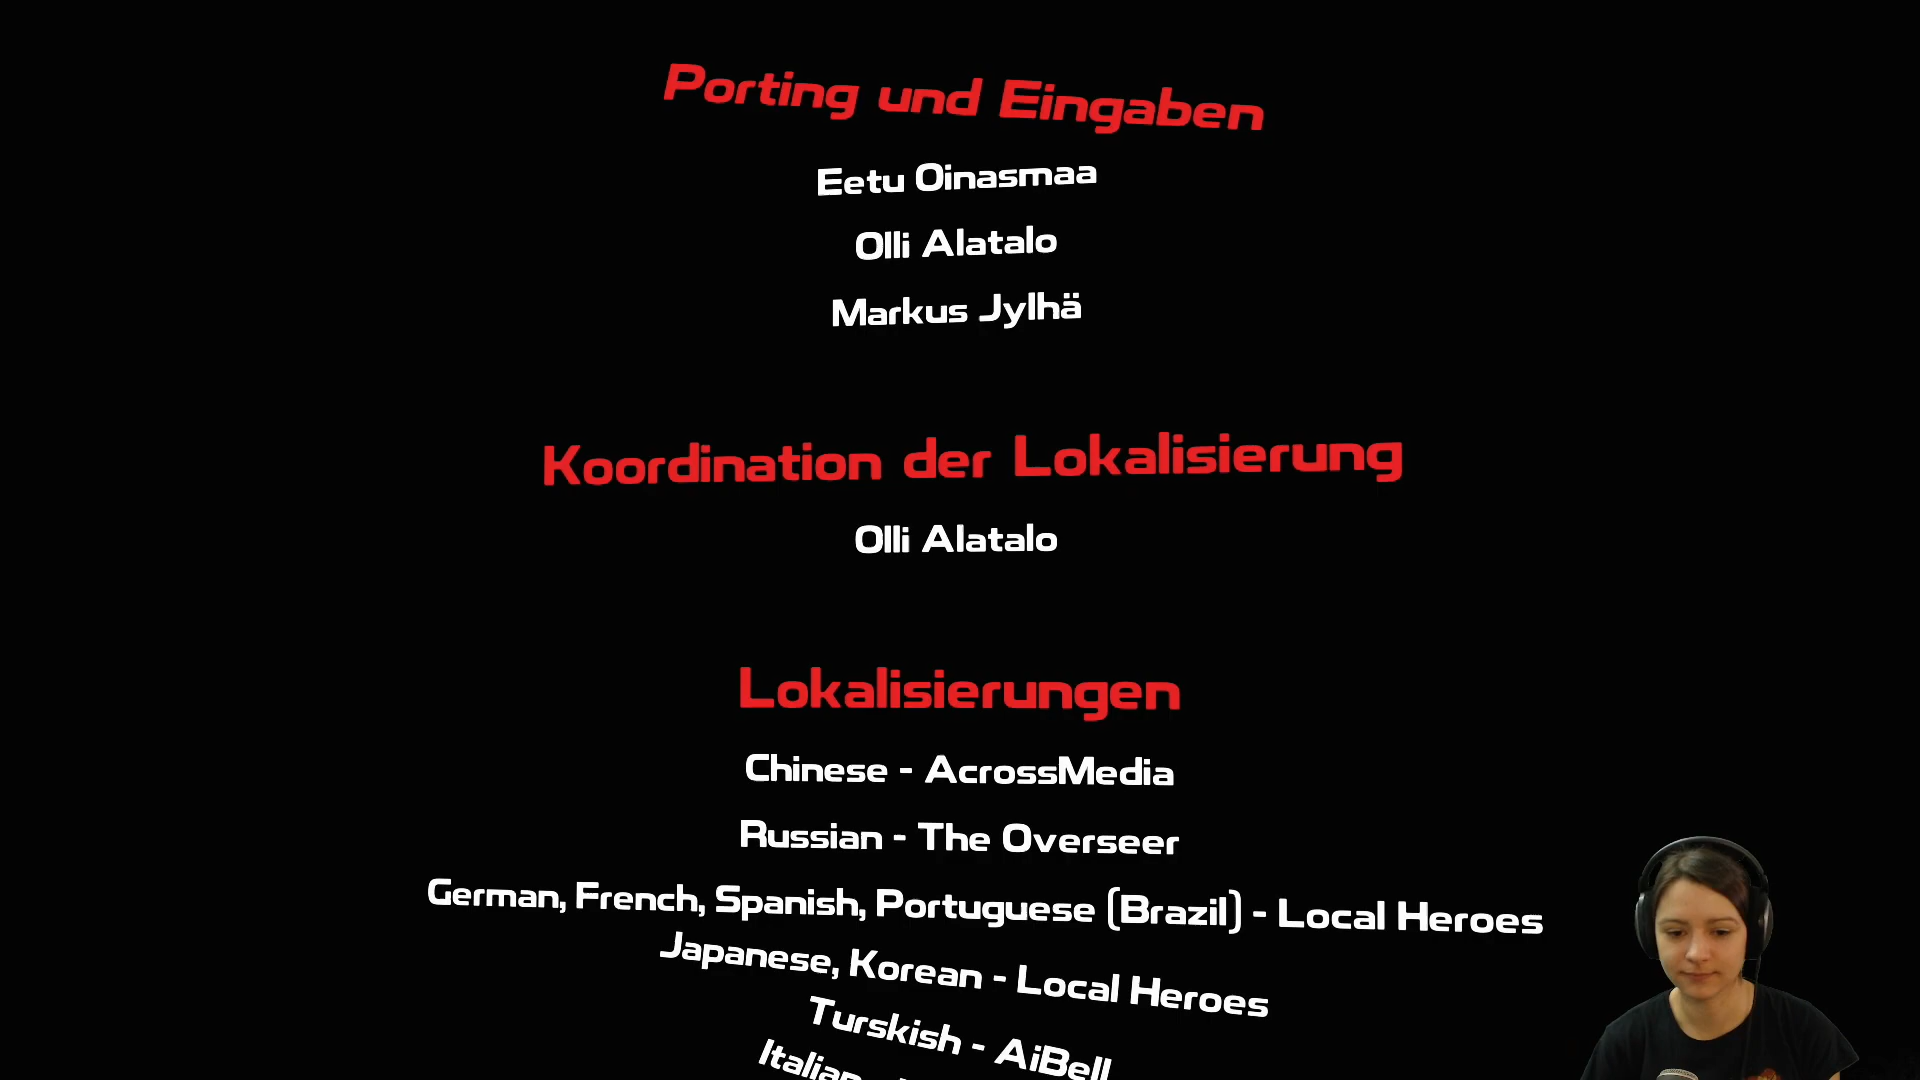 Porting und Eingaben
Eetu Oinasmaa
Olli Alatalo
Markus Jylhä
Koordination der Lokalisierung
Olli Alatalo
Lokalisierungen
Chinese - AcrossMedia
Russian - The Overseer
German, French, Spanish, Portuguese (Brazil) - Local Heroes
Japanese, Korean - Local Heroes
Turskish - AiBell
Italian